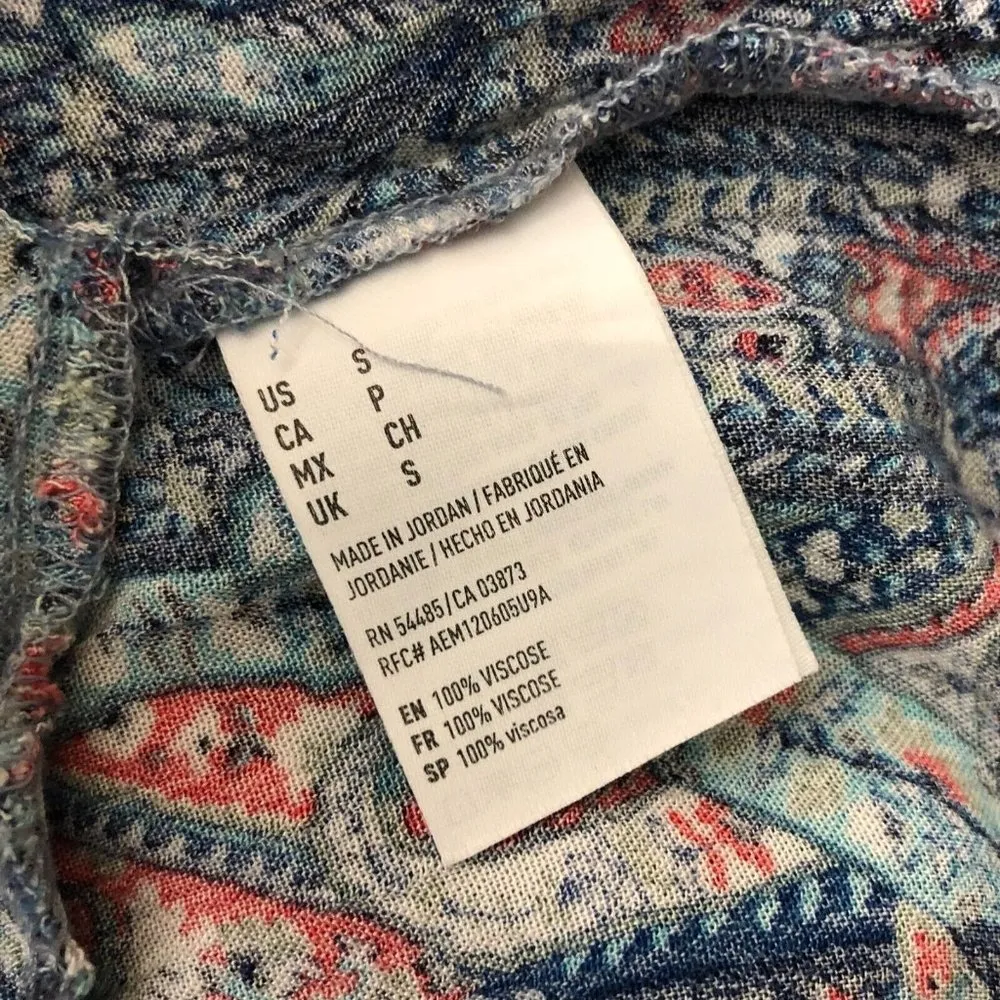 US S
CA P
MX CH
UK S
MADE IN JORDAN / FABRIQUÉ EN
JORDANIE / HECHO EN JORDANIA
RN 54485 / CA 03873
RFC# AEM120605U9A
EN 100% VISCOSE
FR 100% VISCOSE
SP 100% viscosa